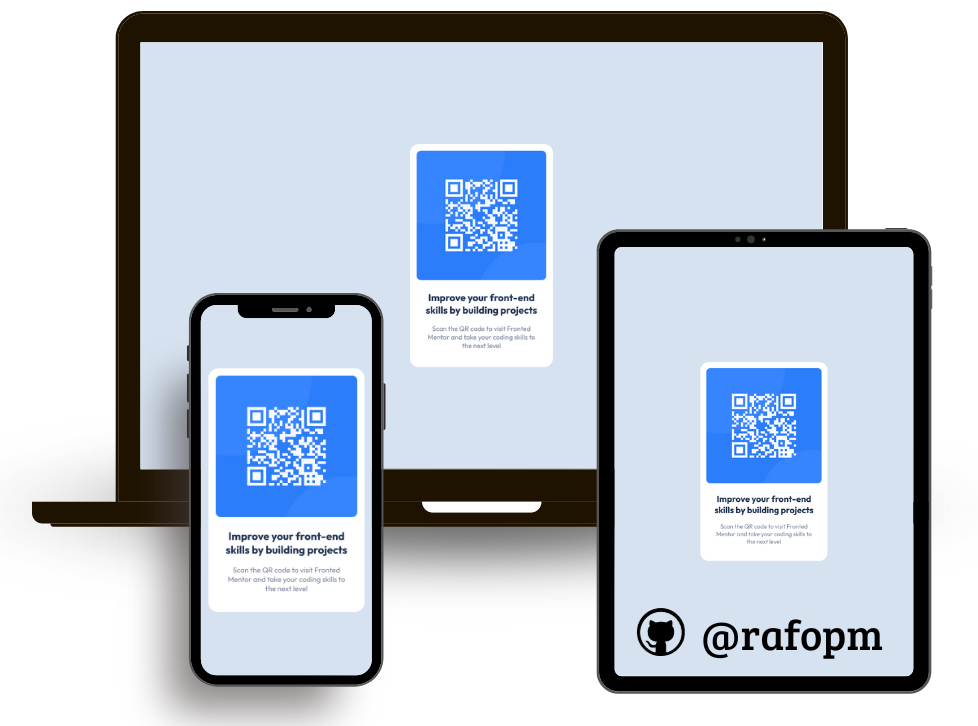 Improve your front-end
skills by building projects
Scan the QR code to visit Fronted
Mentor and take your coding skills to
the next level
Improve your front-end
skills by building projects
Scan the QR code to visit Fronted
Mentor and take your coding skills to
the next level
Improve your front-end
skills by building projects
Scan the QR code to visit Fronted
Mentor and take your coding skills to
the next level
@rafopm